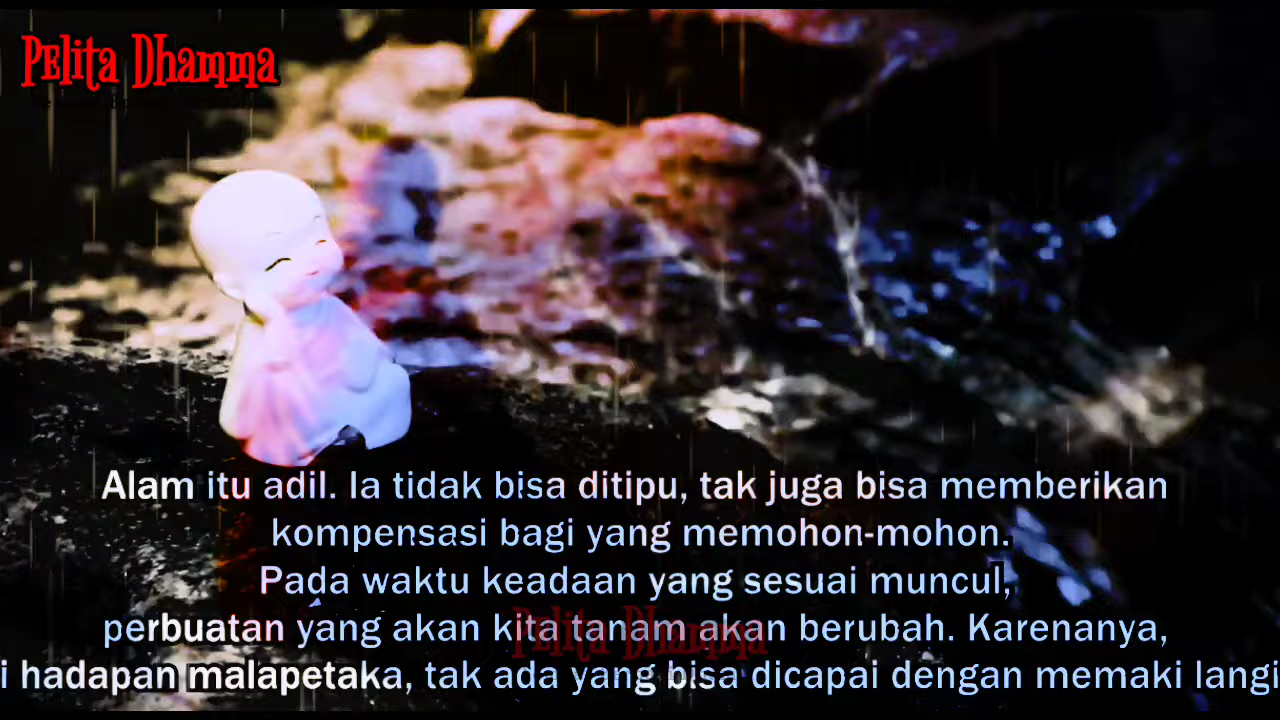 Pelita Dhamma
Alam itu adil. Ia tidak bisa ditipu, tak juga bisa memberikan
kompensasi bagi yang memohon-mohon.
Pada waktu keadaan yang sesuai muncul,
perbuatan yang akan kita tanam akan berubah. Karenanya,
Pelita Dhamma
i hadapan malapetaka, tak ada yang bisa dicapai dengan memaki langi